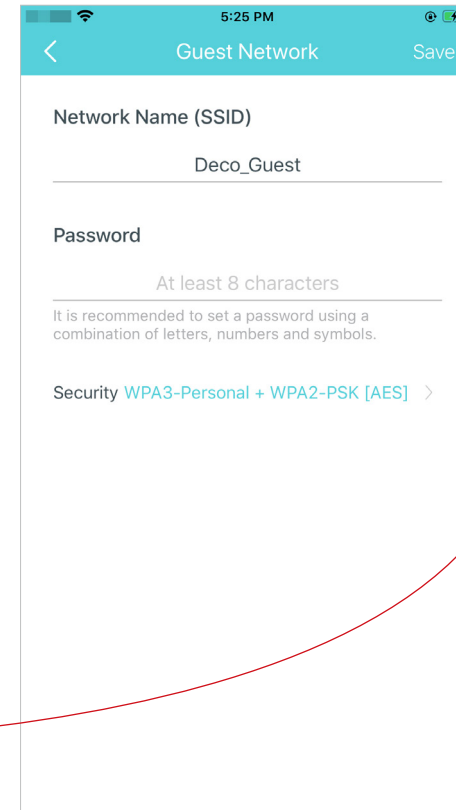 5:25 PM
Guest Network
Save
Network Name (SSID)
Deco_Guest
Password
At least 8 characters
It is recommended to set a password using a
combination of letters, numbers and symbols.
Security WPA3-Personal + WPA2-PSK [AES]